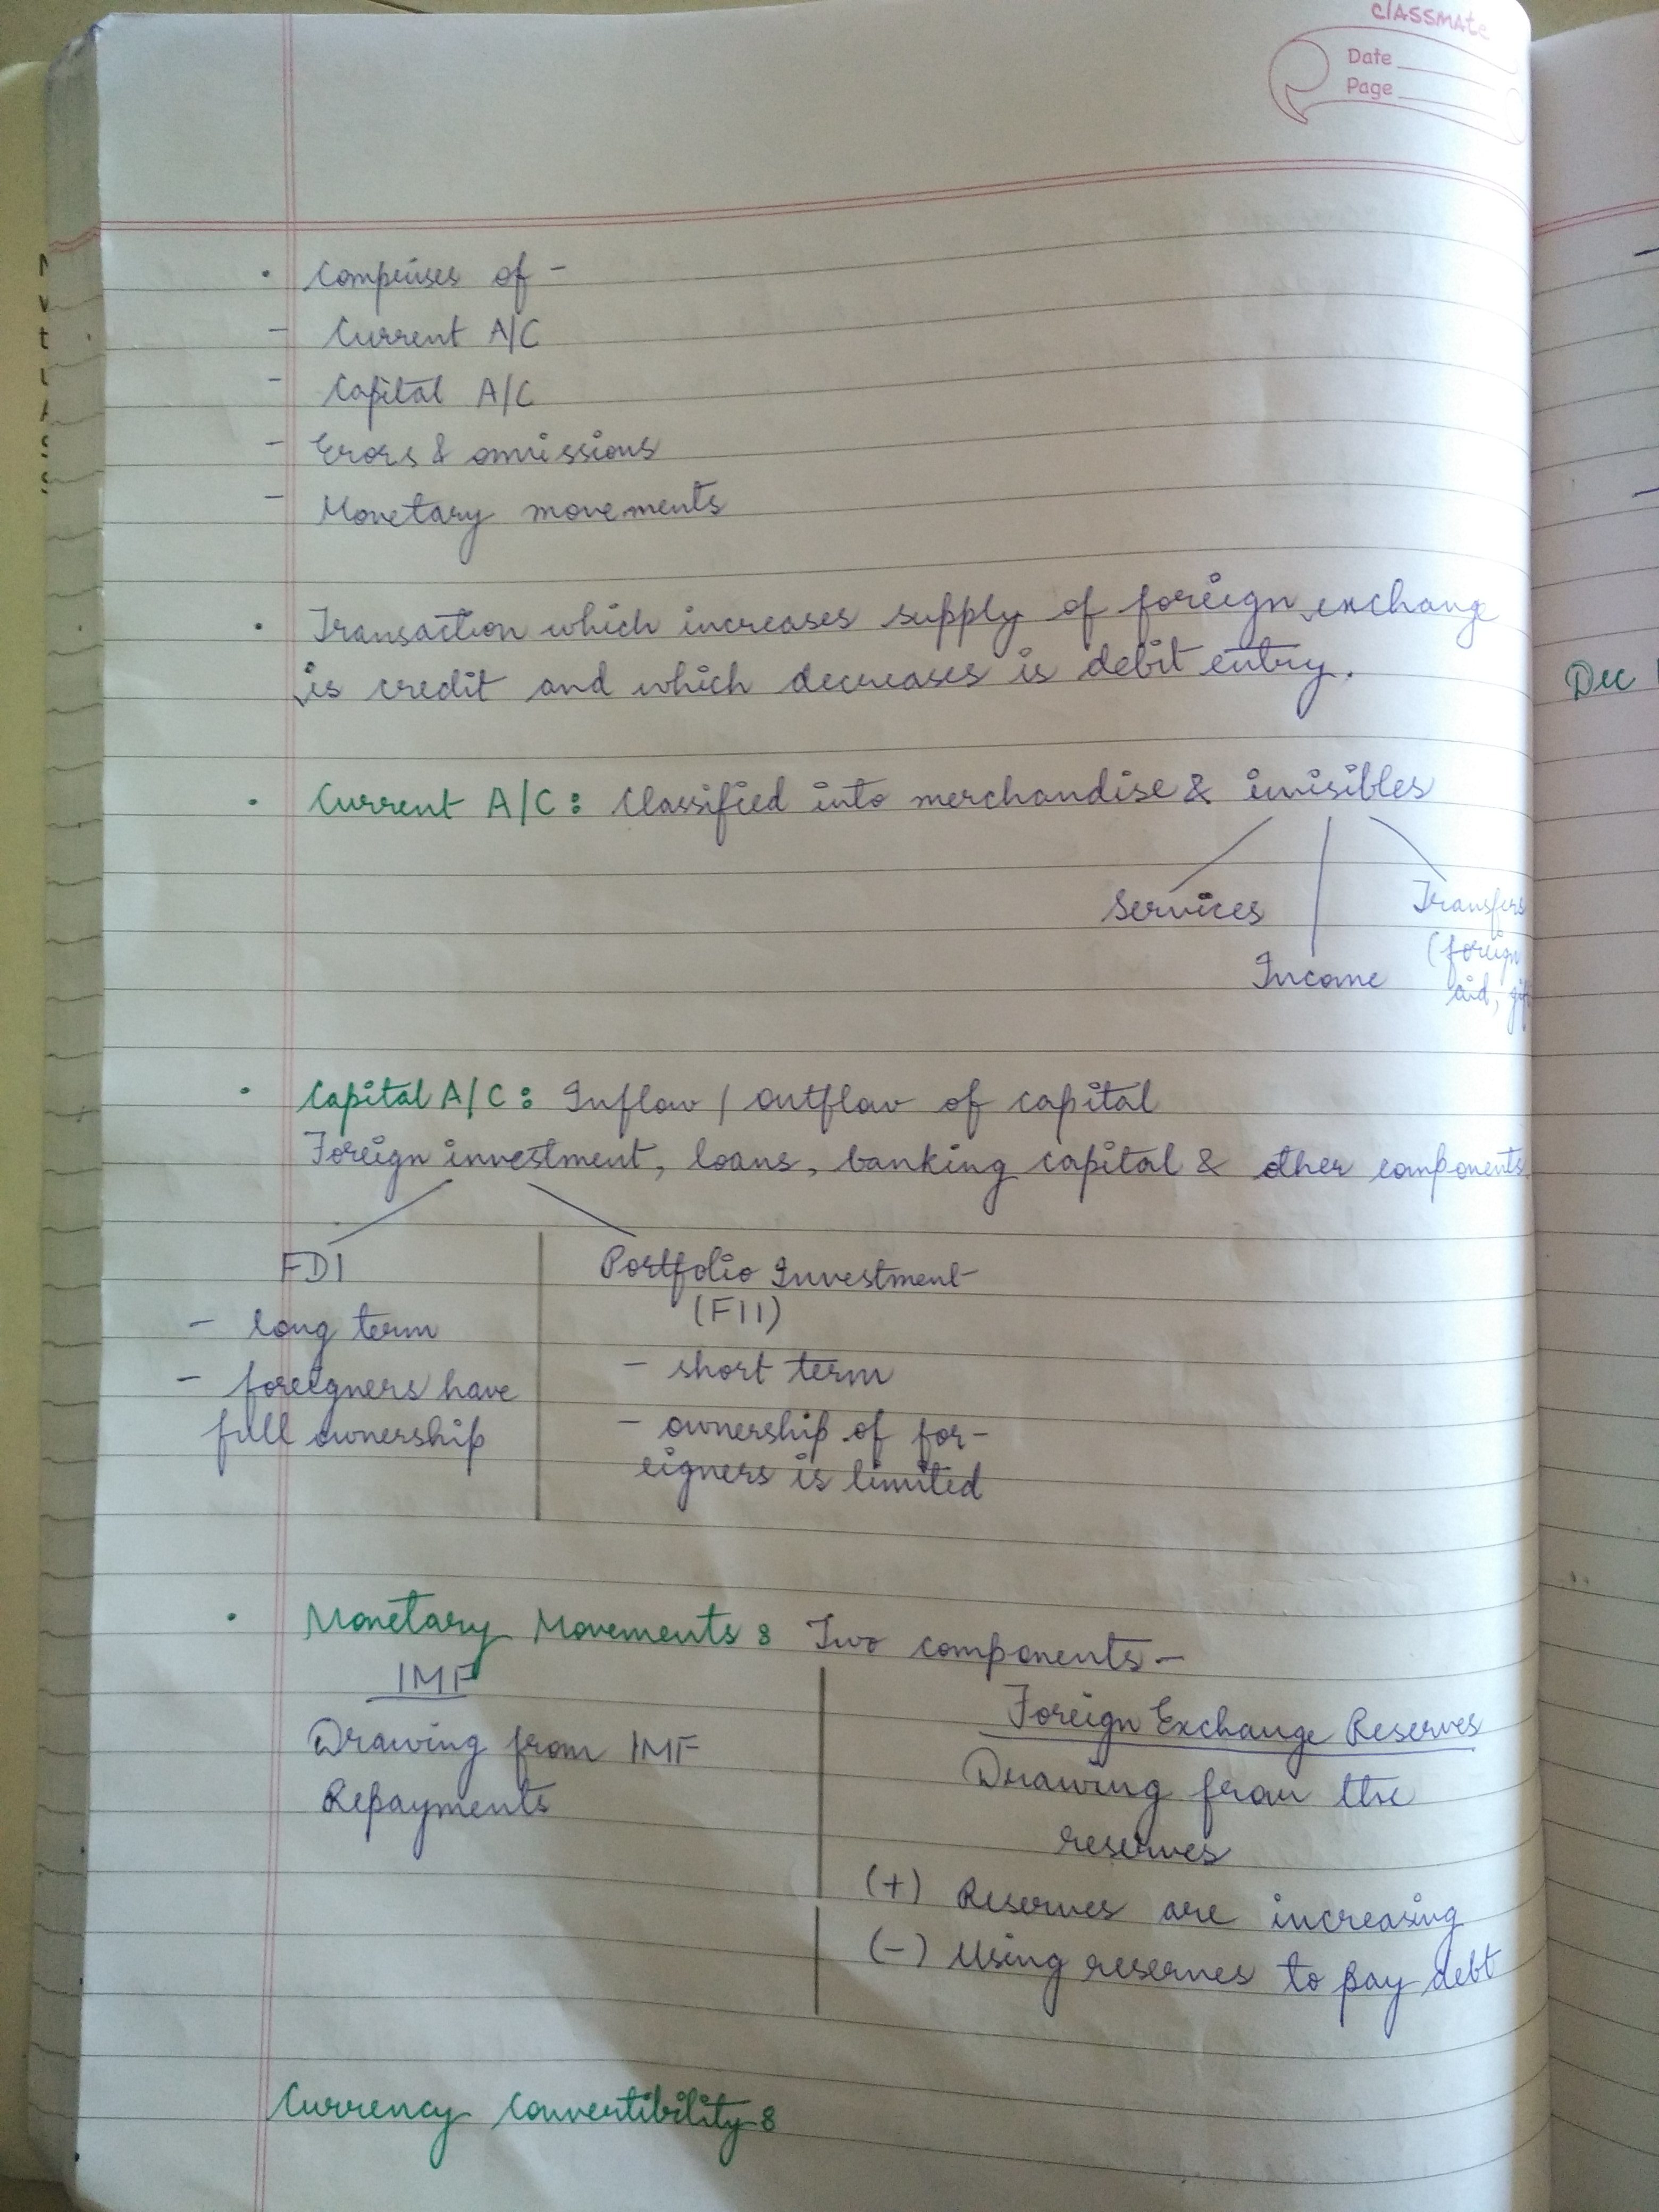 classmate
Date
Page
• Comprises of -
- Current A/C
- Capital A/C
- Erors & omissions
- Monetary movements
• Transaction which increases supply of foreign exchange
is credit and which decreases is debit entry.
Dec
• Current A/C: Classified into merchandise & invisibles
Services
Income
Transfers
(foreign
aid,
• Capital A/C: Inflow / outflow of capital
Foreign investment, loans, banking capital & other components
FDI
- long term
- foreigners have
full ownership
Portfolio Investment
(FII)
- short term
- ownership of for-
eigners is limited
• Monetary Movements: Two components -
IMF
Drawing from IMF
Repayments
Foreign Exchange Reserves
Drawing from the
reserves
(+) Reserves are increasing
(-) Using reserves to pay debt
Currency Convertibility: